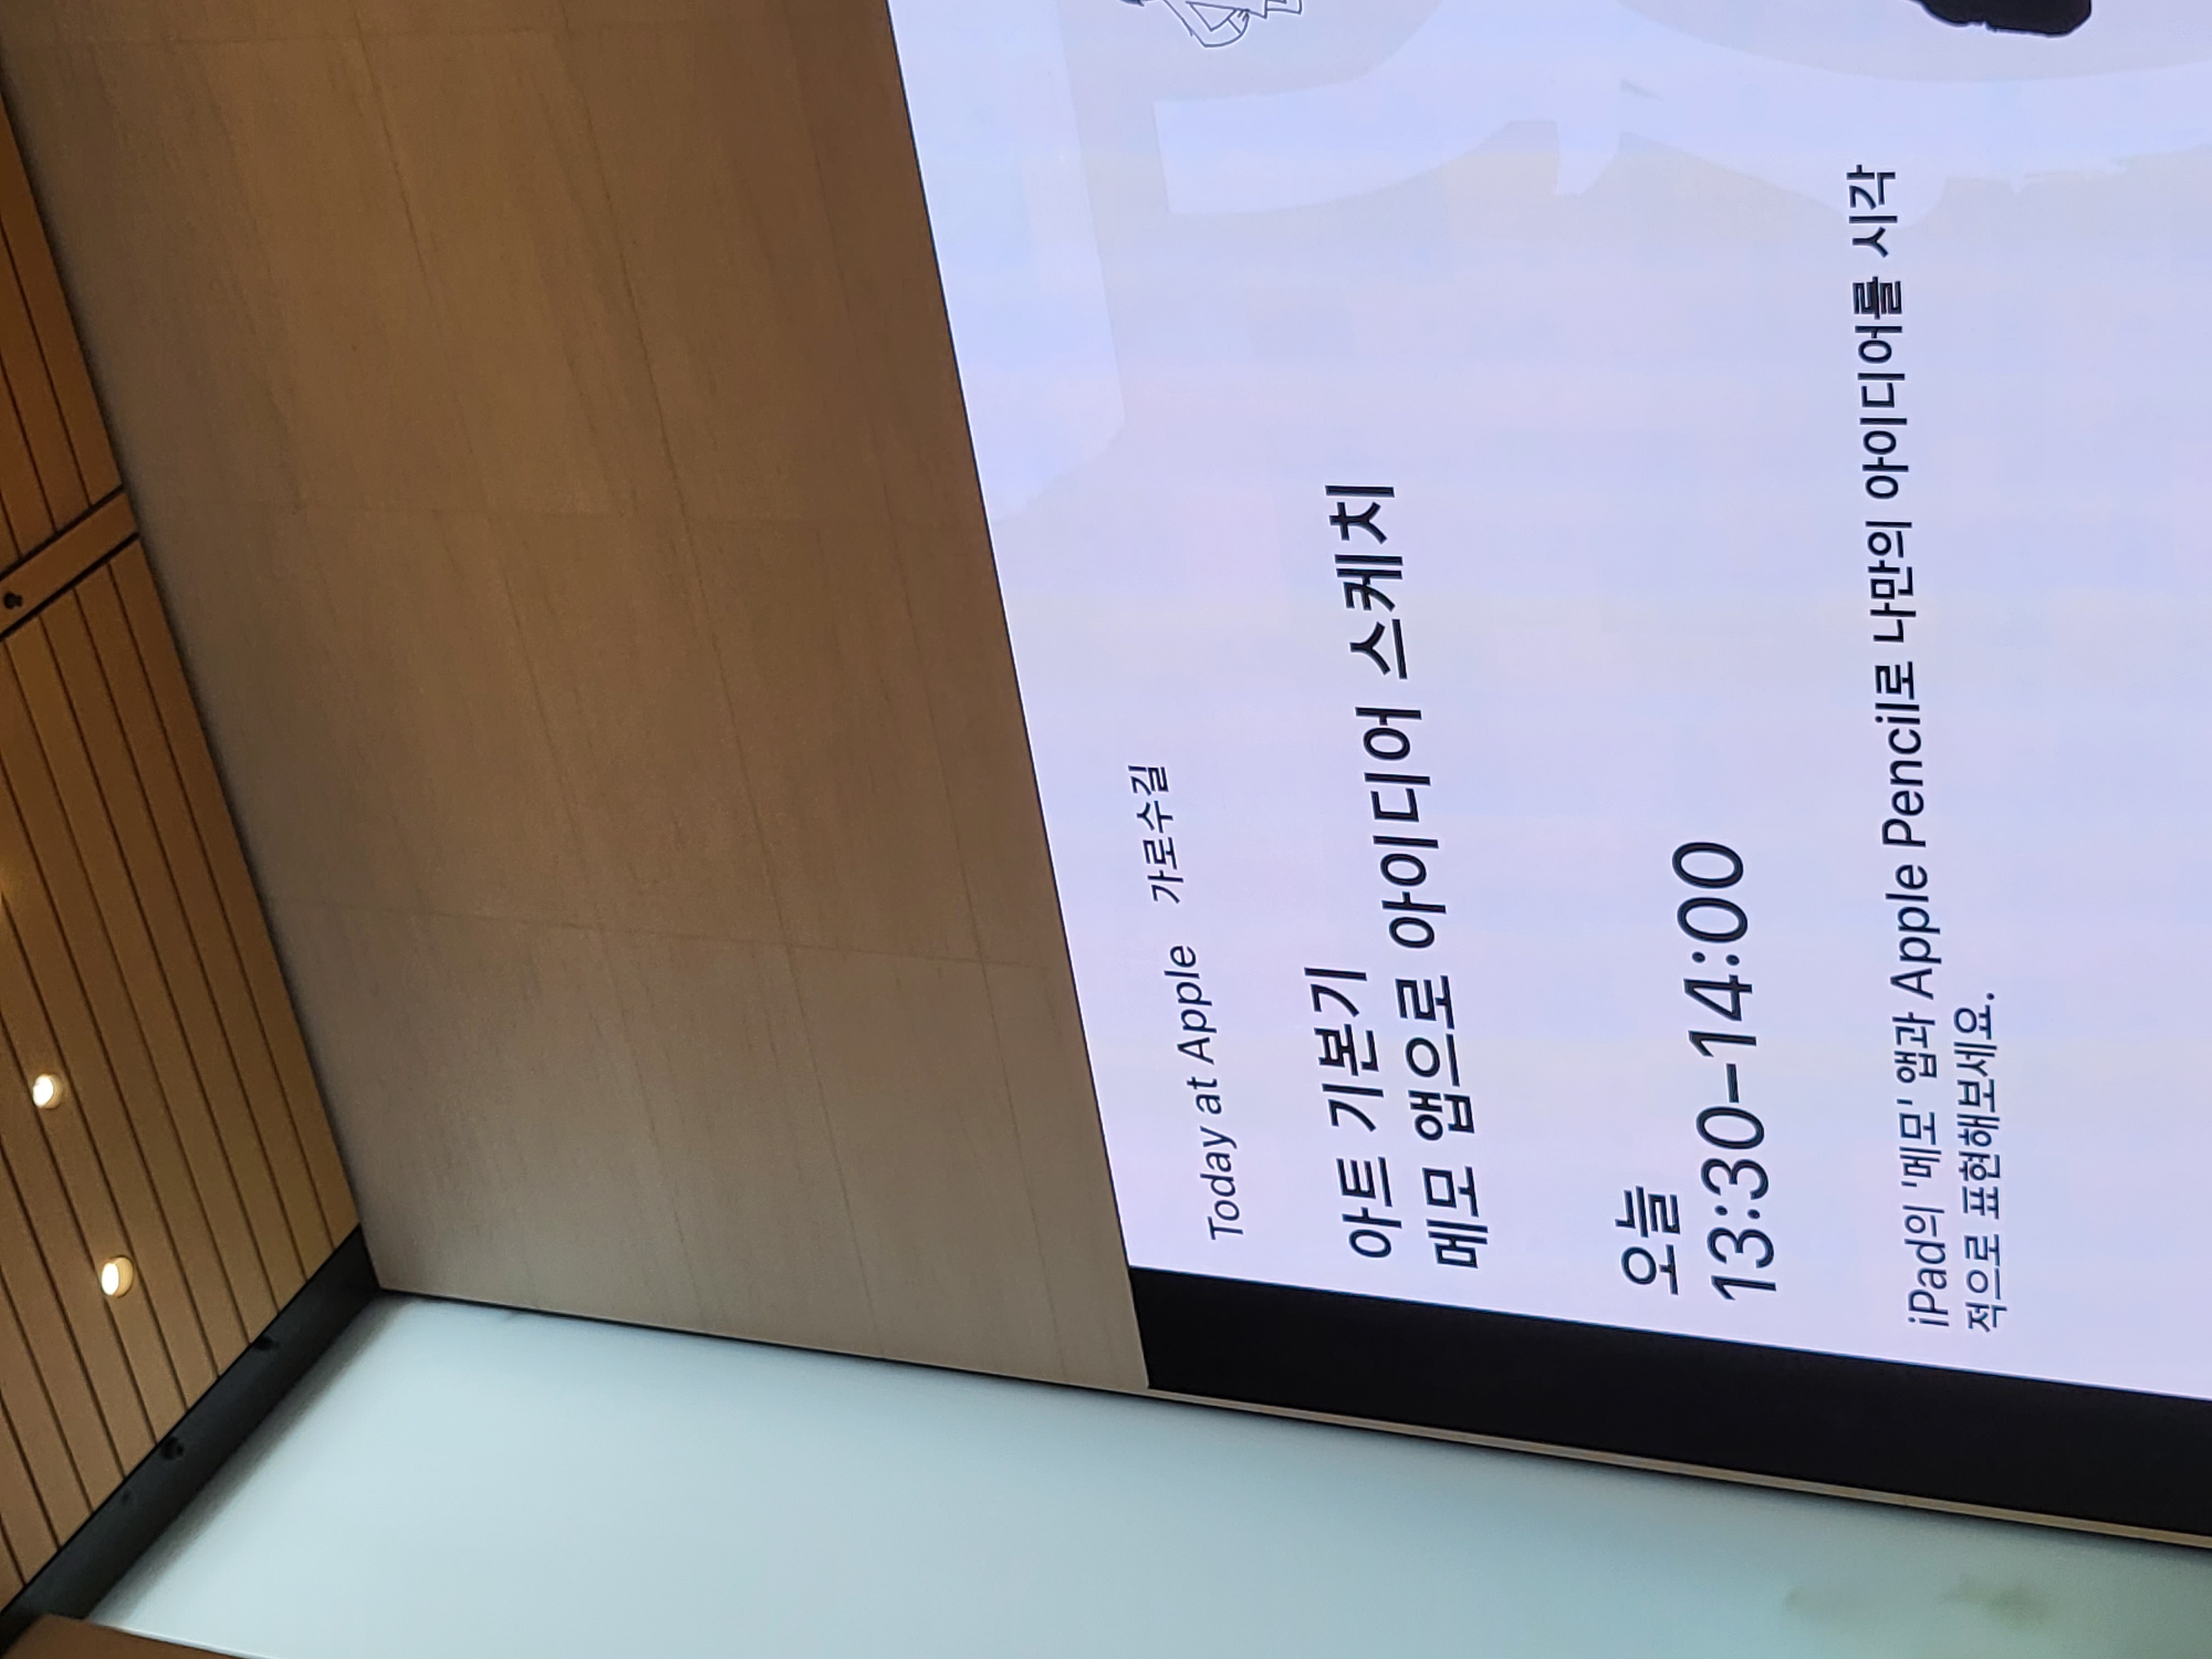 Today at Apple 가로수길
아트 기본기
메모 앱으로 아이디어 스케치
오늘
13:30–14:00
iPad의 '메모' 앱과 Apple Pencil로 나만의 아이디어를 시각
적으로 표현해보세요.